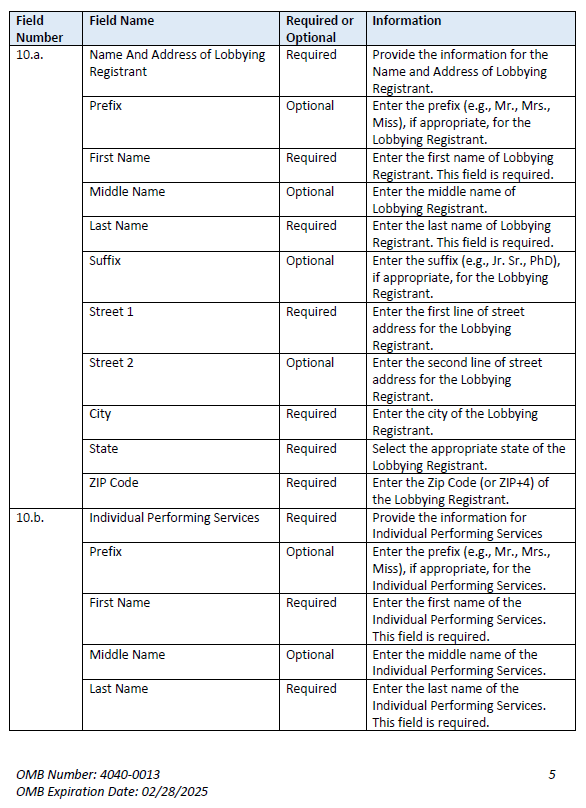 Field Number Field Name Required or Optional Information
10.a. Name And Address of Lobbying Registrant Required Provide the information for the Name and Address of Lobbying Registrant.
Prefix Optional Enter the prefix (e.g., Mr., Mrs., Miss), if appropriate, for the Lobbying Registrant.
First Name Required Enter the first name of Lobbying Registrant. This field is required.
Middle Name Optional Enter the middle name of Lobbying Registrant.
Last Name Required Enter the last name of Lobbying Registrant. This field is required.
Suffix Optional Enter the suffix (e.g., Jr. Sr., PhD), if appropriate, for the Lobbying Registrant.
Street 1 Required Enter the first line of street address for the Lobbying Registrant.
Street 2 Optional Enter the second line of street address for the Lobbying Registrant.
City Required Enter the city of the Lobbying Registrant.
State Required Select the appropriate state of the Lobbying Registrant.
ZIP Code Required Enter the Zip Code (or ZIP+4) of the Lobbying Registrant.
10.b. Individual Performing Services Required Provide the information for Individual Performing Services
Prefix Optional Enter the prefix (e.g., Mr., Mrs., Miss), if appropriate, for the Individual Performing Services.
First Name Required Enter the first name of the Individual Performing Services. This field is required.
Middle Name Optional Enter the middle name of the Individual Performing Services.
Last Name Required Enter the last name of the Individual Performing Services. This field is required.
OMB Number: 4040-0013 5
OMB Expiration Date: 02/28/2025